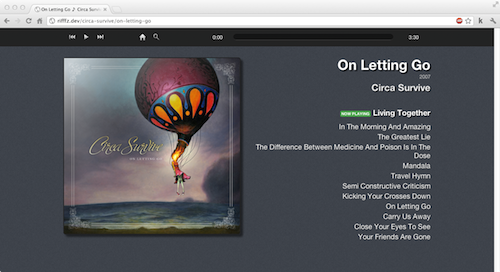 On Letting Go ♫ Circa Surviv
rifffz.dev/circa-survive/on-letting-go
0:00
3:30
On Letting Go
2007
Circa Survive
NOW PLAYING Living Together
In The Morning And Amazing
The Greatest Lie
The Difference Between Medicine And Poison Is In The
Dose
Mandala
Travel Hymn
Semi Constructive Criticism
Kicking Your Crosses Down
On Letting Go
Carry Us Away
Close Your Eyes To See
Your Friends Are Gone
Circa Survive
ON LETTING GO